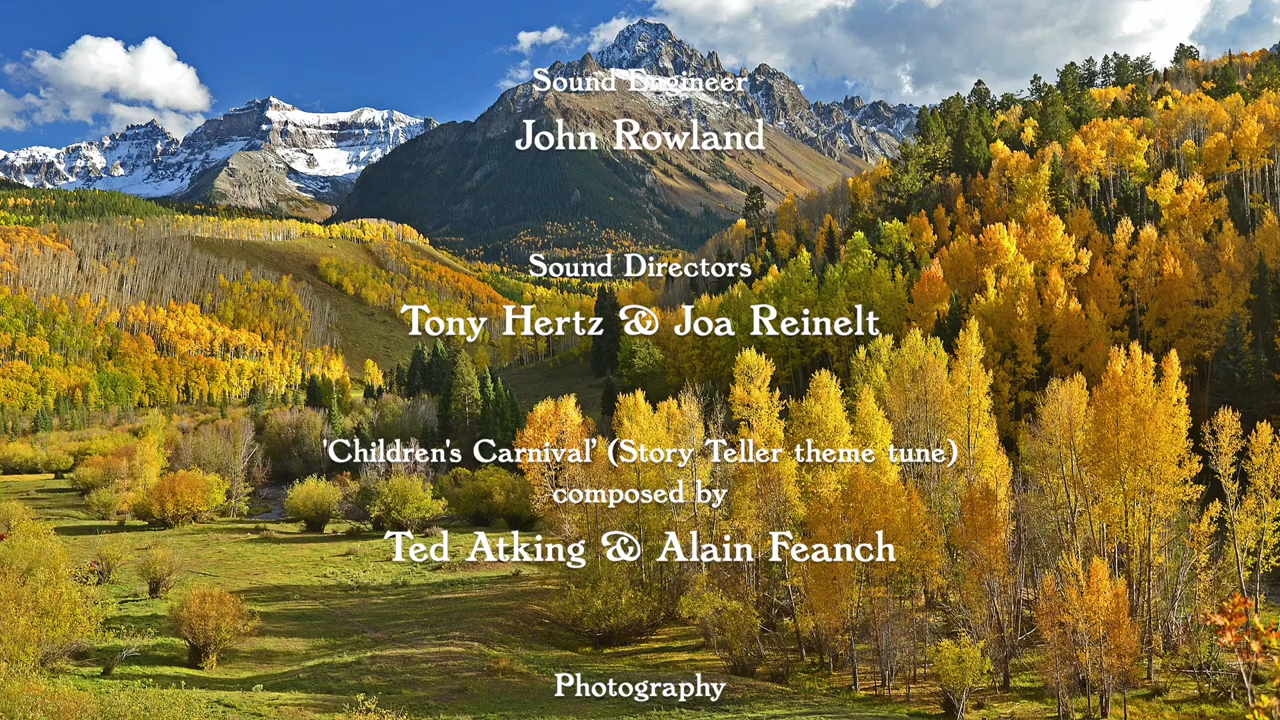 Sound Engineer
John Rowland
Sound Directors
Tony Hertz & Joa Reinelt
'Children's Carnival' (Story Teller theme tune)
composed by
Ted Atking & Alain Feanch
Photography